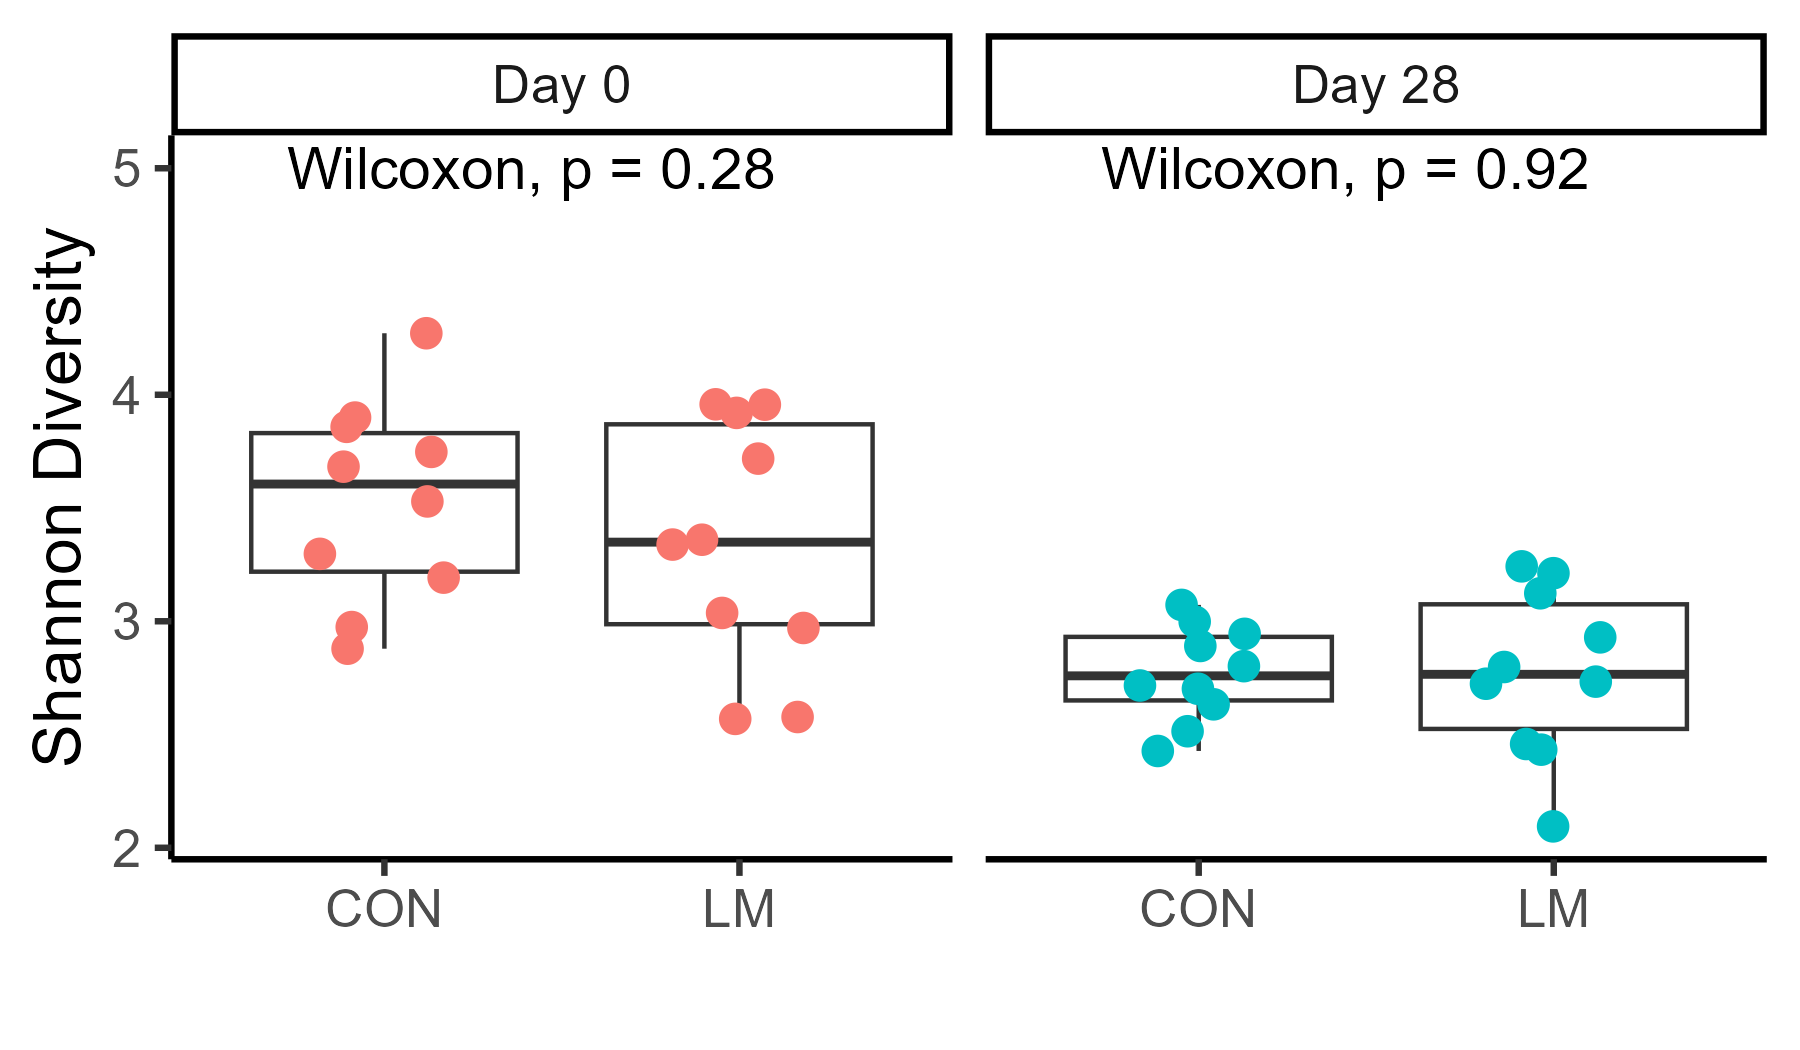 Day 0
Day 28
Wilcoxon, p = 0.28
Wilcoxon, p = 0.92
Shannon Diversity
5
4
3
2
CON
LM
CON
LM